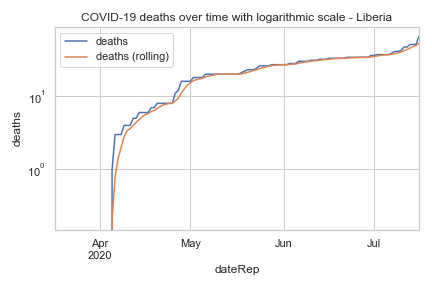 COVID-19 deaths over time with logarithmic scale - Liberia
deaths
deaths (rolling)
deaths
10¹
10⁰
Apr
2020
May
Jun
Jul
dateRep